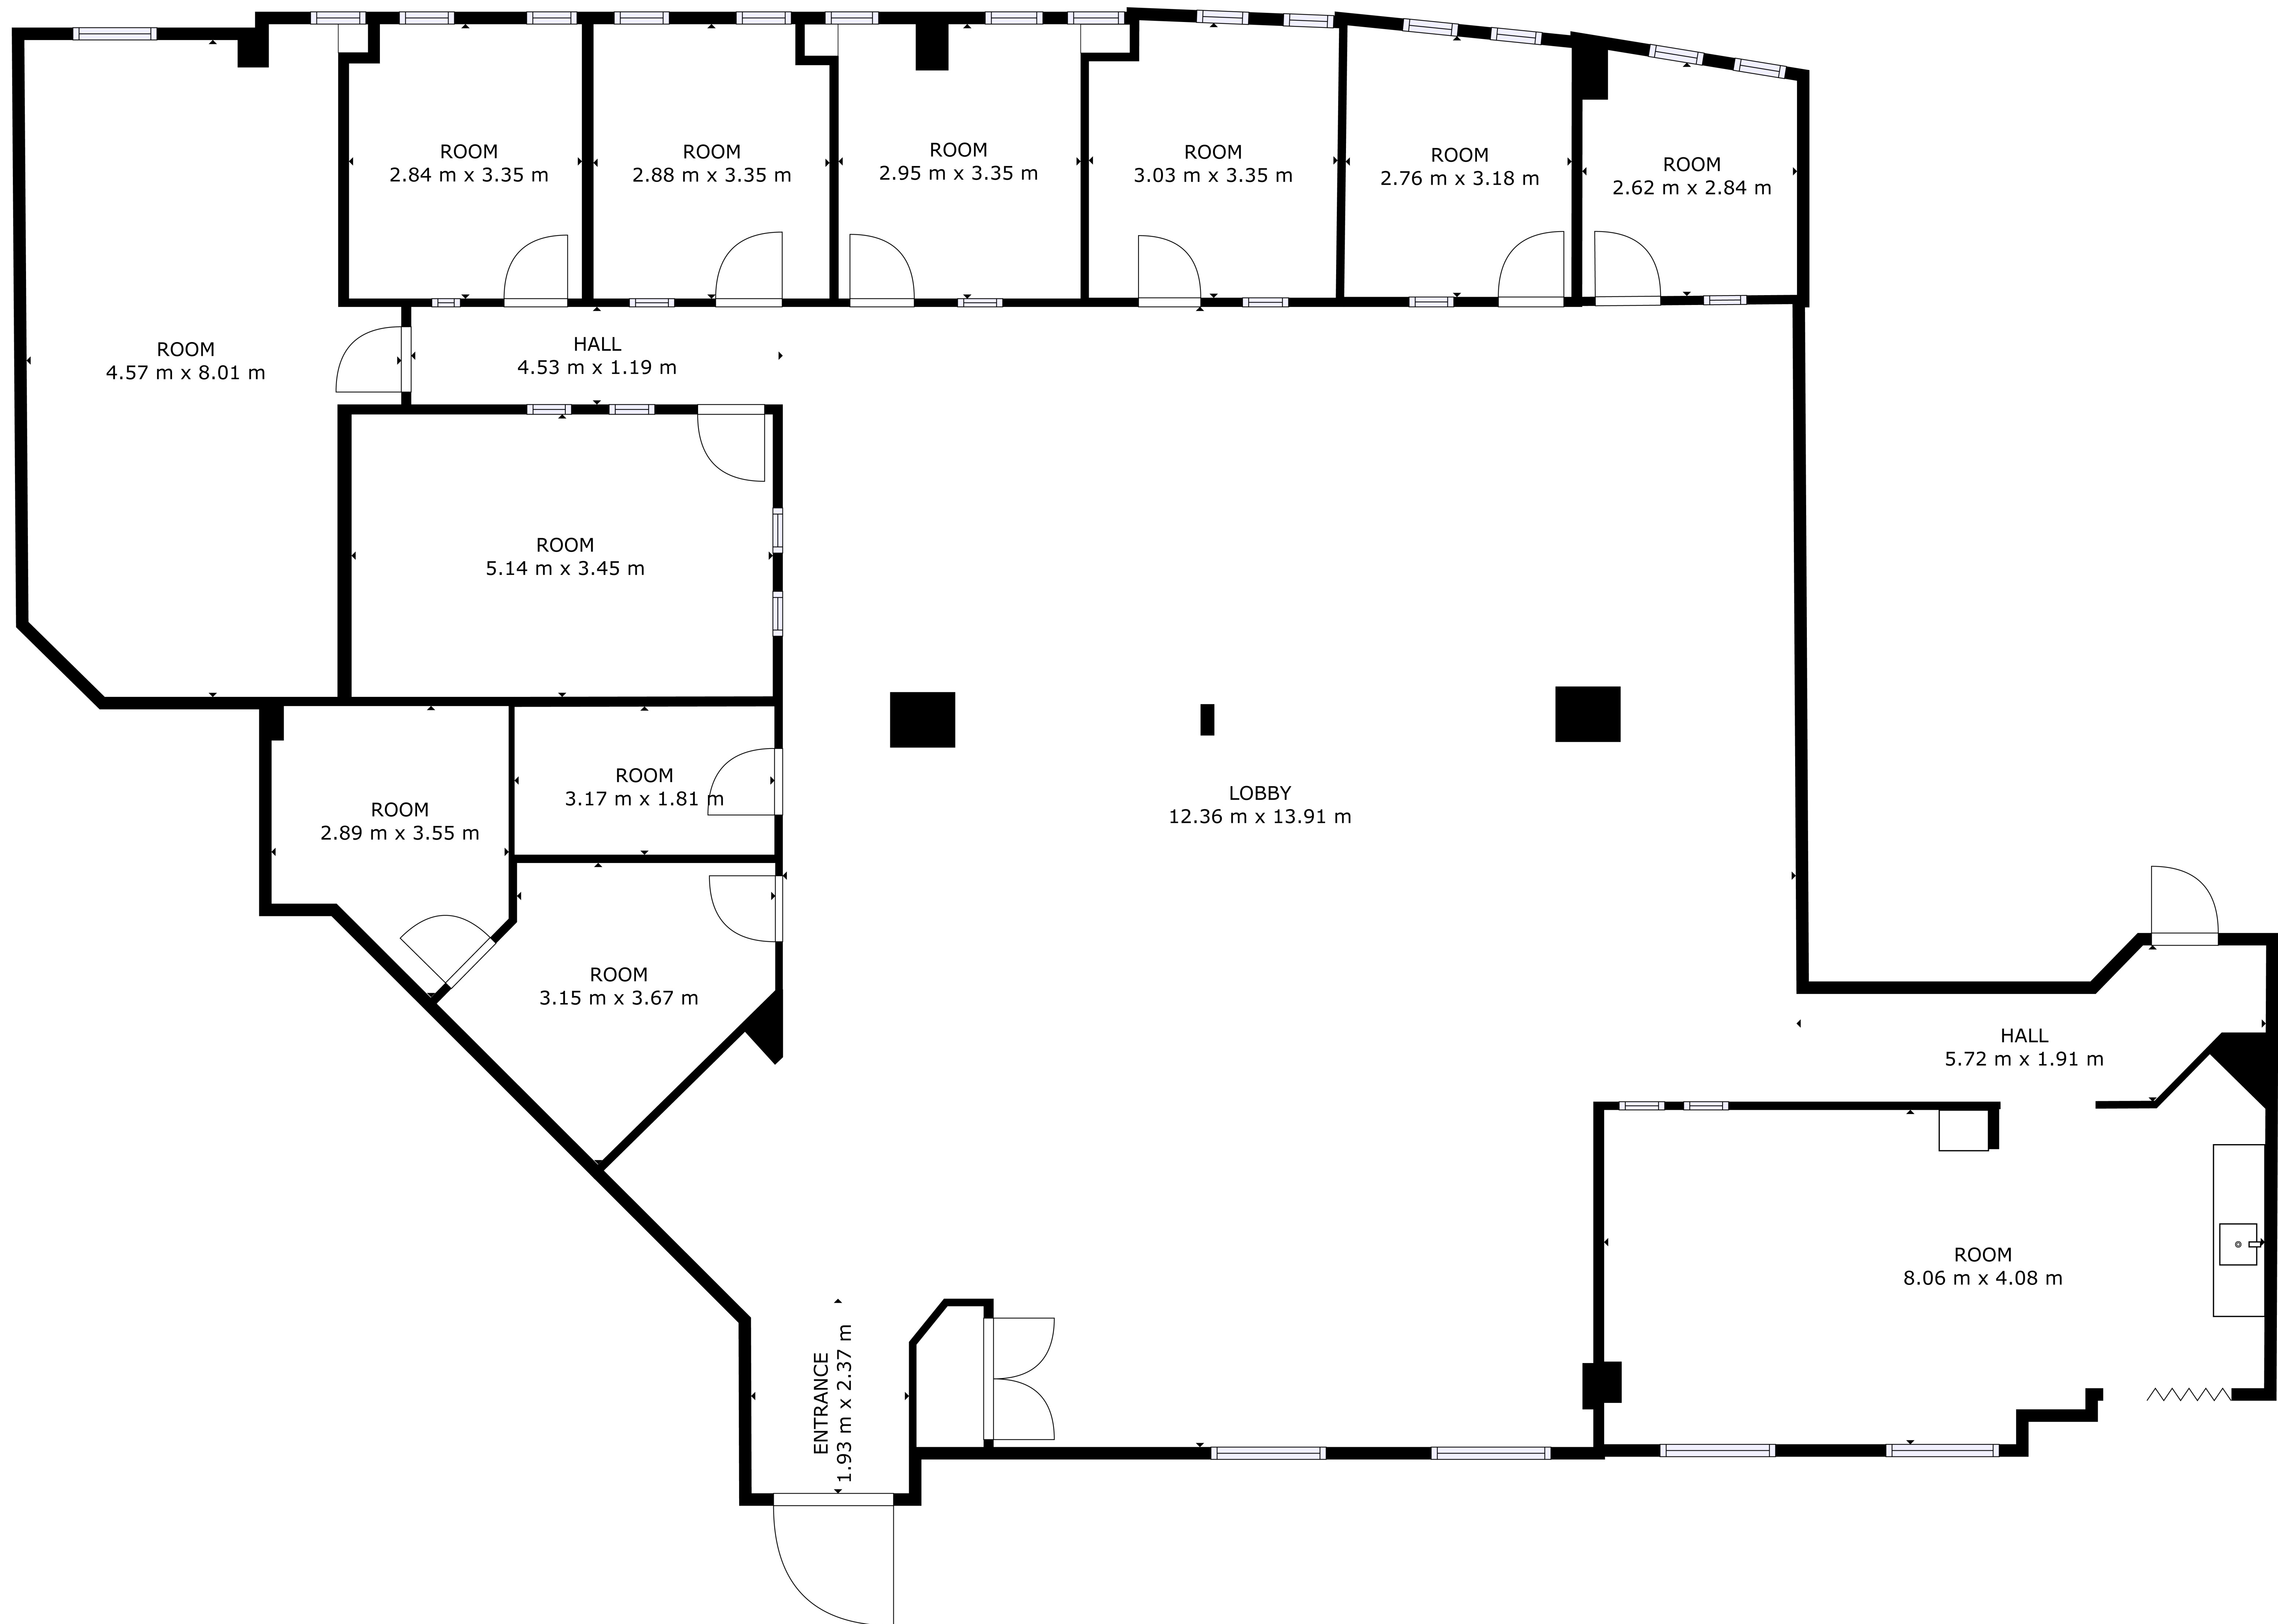 ROOM
2.84 m x 3.35 m
ROOM
2.88 m x 3.35 m
ROOM
2.95 m x 3.35 m
ROOM
3.03 m x 3.35 m
ROOM
2.76 m x 3.18 m
ROOM
2.62 m x 2.84 m
ROOM
4.57 m x 8.01 m
HALL
4.53 m x 1.19 m
ROOM
5.14 m x 3.45 m
ROOM
3.17 m x 1.81 m
ROOM
2.89 m x 3.55 m
LOBBY
12.36 m x 13.91 m
ROOM
3.15 m x 3.67 m
HALL
5.72 m x 1.91 m
ROOM
8.06 m x 4.08 m
ENTRANCE
1.93 m x 2.37 m